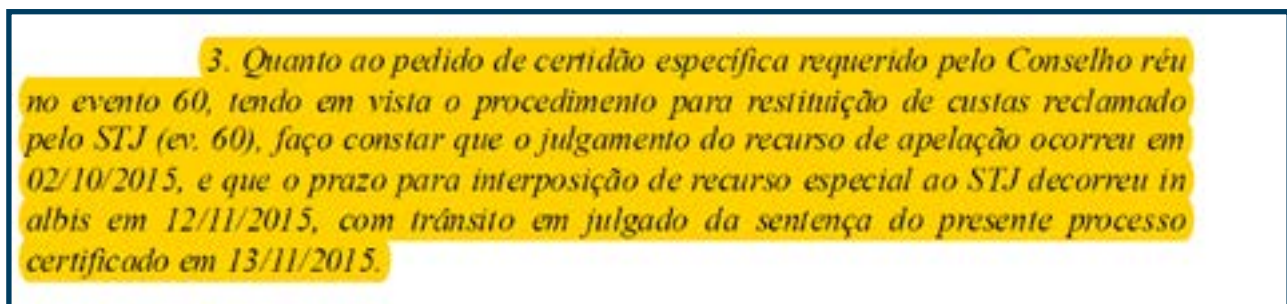 3. Quanto ao pedido de certidão específica requerido pelo Conselho réu
no evento 60, tendo em vista o procedimento para restituição de custas reclamado
pelo STJ (ev. 60), faço constar que o julgamento do recurso de apelação ocorreu em
02/10/2015, e que o prazo para interposição de recurso especial ao STJ decorreu in
albis em 12/11/2015, com trânsito em julgado da sentença do presente processo
certificado em 13/11/2015.